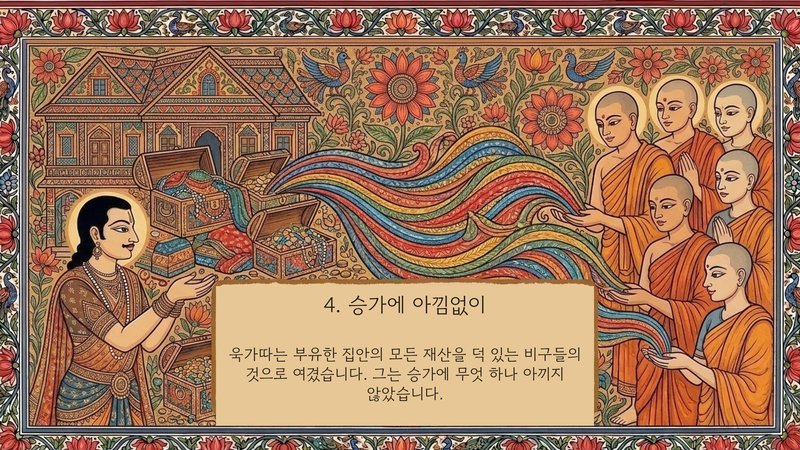 4. 승가에 아낌없이
욱가따는 부유한 집안의 모든 재산을 덕 있는 비구들의
것으로 여겼습니다. 그는 승가에 무엇 하나 아끼지
않았습니다.